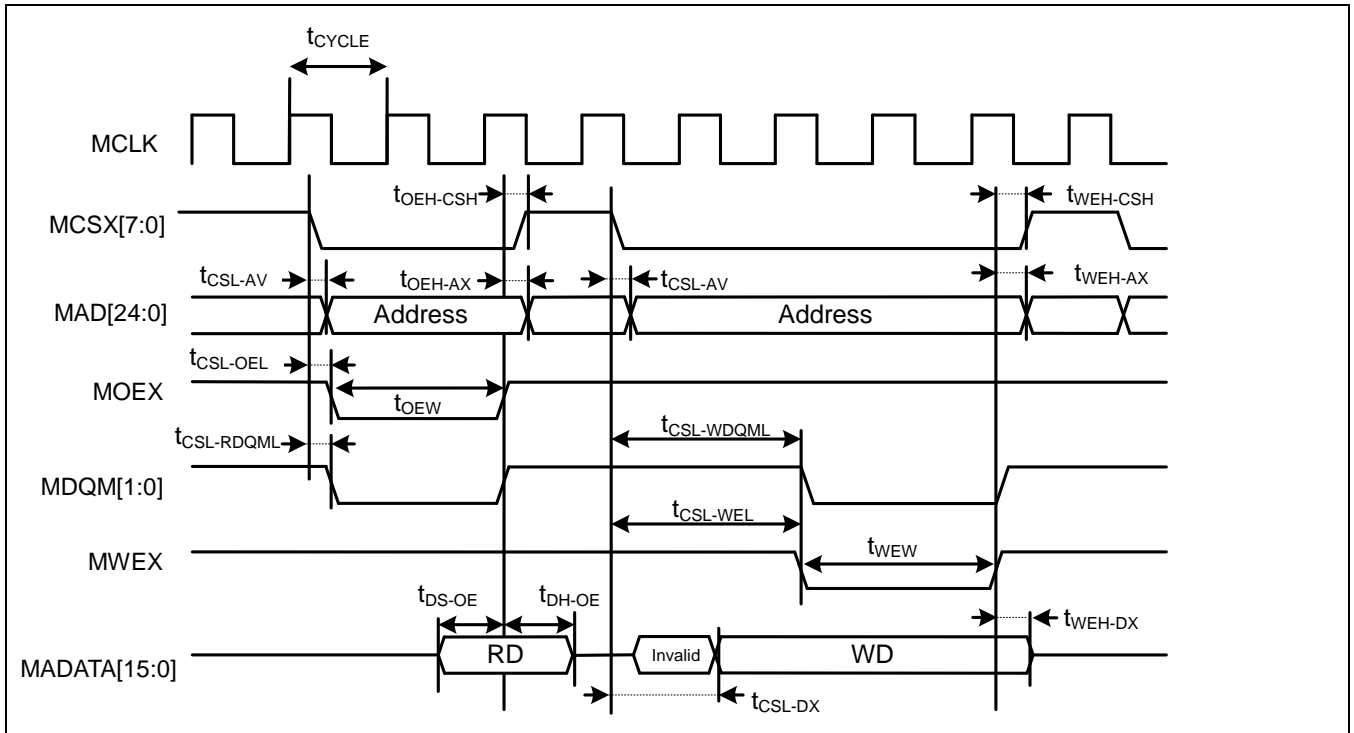 tCYCLE
MCLK
tOEH-CSH
tWEH-CSH
MCSX[7:0]
tCSL-AV
tOEH-AX
tCSL-AV
tWEH-AX
MAD[24:0]
Address
Address
tCSL-OEL
MOEX
tOEW
tCSL-RDQML
tCSL-WDQML
MDQM[1:0]
tCSL-WEL
MWEX
tWEW
tDS-OE
tDH-OE
tWEH-DX
MADATA[15:0]
RD
Invalid
WD
tCSL-DX